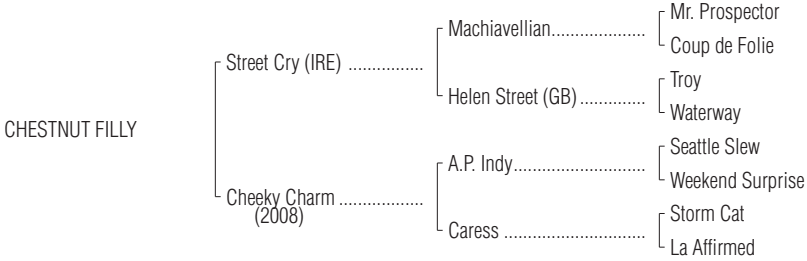 Mr. Prospector
Machiavellian....................
Coup de Folie
Street Cry (IRE) ................
Troy
Helen Street (GB)..............
Waterway
CHESTNUT FILLY
Seattle Slew
A.P. Indy............................
Weekend Surprise
Cheeky Charm ..................
(2008)
Storm Cat
Caress ..............................
La Affirmed